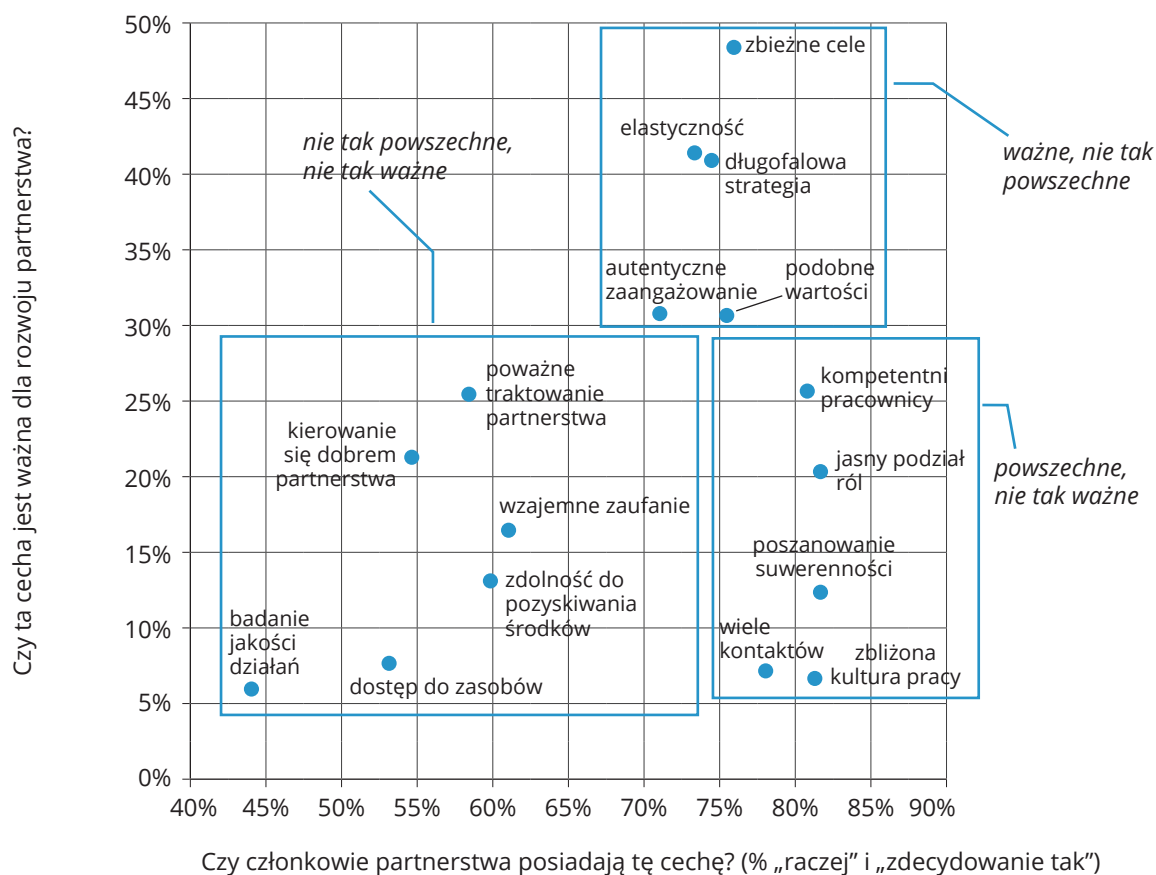 Czy ta cecha jest ważna dla rozwoju partnerstwa?
50%
45%
40%
35%
30%
25%
20%
15%
10%
5%
0%
zbieżne cele
elastyczność
długofalowa
strategia
autentyczne
zaangażowanie
podobne
wartości
ważne, nie tak
powszechne
nie tak powszechne,
nie tak ważne
poważne
traktowanie
partnerstwa
kierowanie
się dobrem
partnerstwa
wzajemne zaufanie
zdolność do
pozyskiwania
środków
badanie
jakości
działań
dostęp do zasobów
kompetentni
pracownicy
jasny podział
ról
poszanowanie
suwerenności
wiele
kontaktów
zbliżona
kultura pracy
powszechne,
nie tak ważne
40% 45% 50% 55% 60% 65% 70% 75% 80% 85% 90%
Czy członkowie partnerstwa posiadają tę cechę? (% „raczej” i „zdecydowanie tak”)